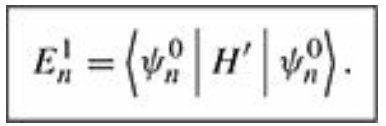 E_n^1 = ⟨ψ_n^0 | H′ | ψ_n^0⟩.